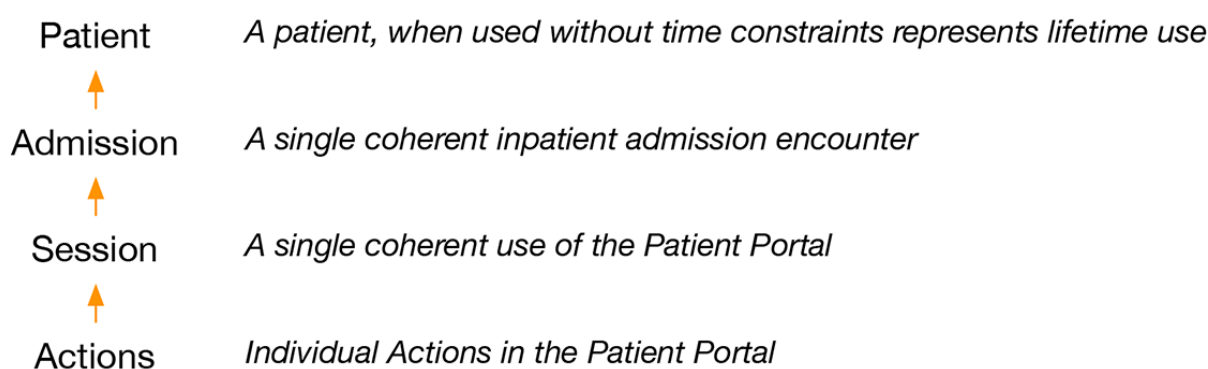 Patient A patient, when used without time constraints represents lifetime use
Admission A single coherent inpatient admission encounter
Session A single coherent use of the Patient Portal
Actions Individual Actions in the Patient Portal